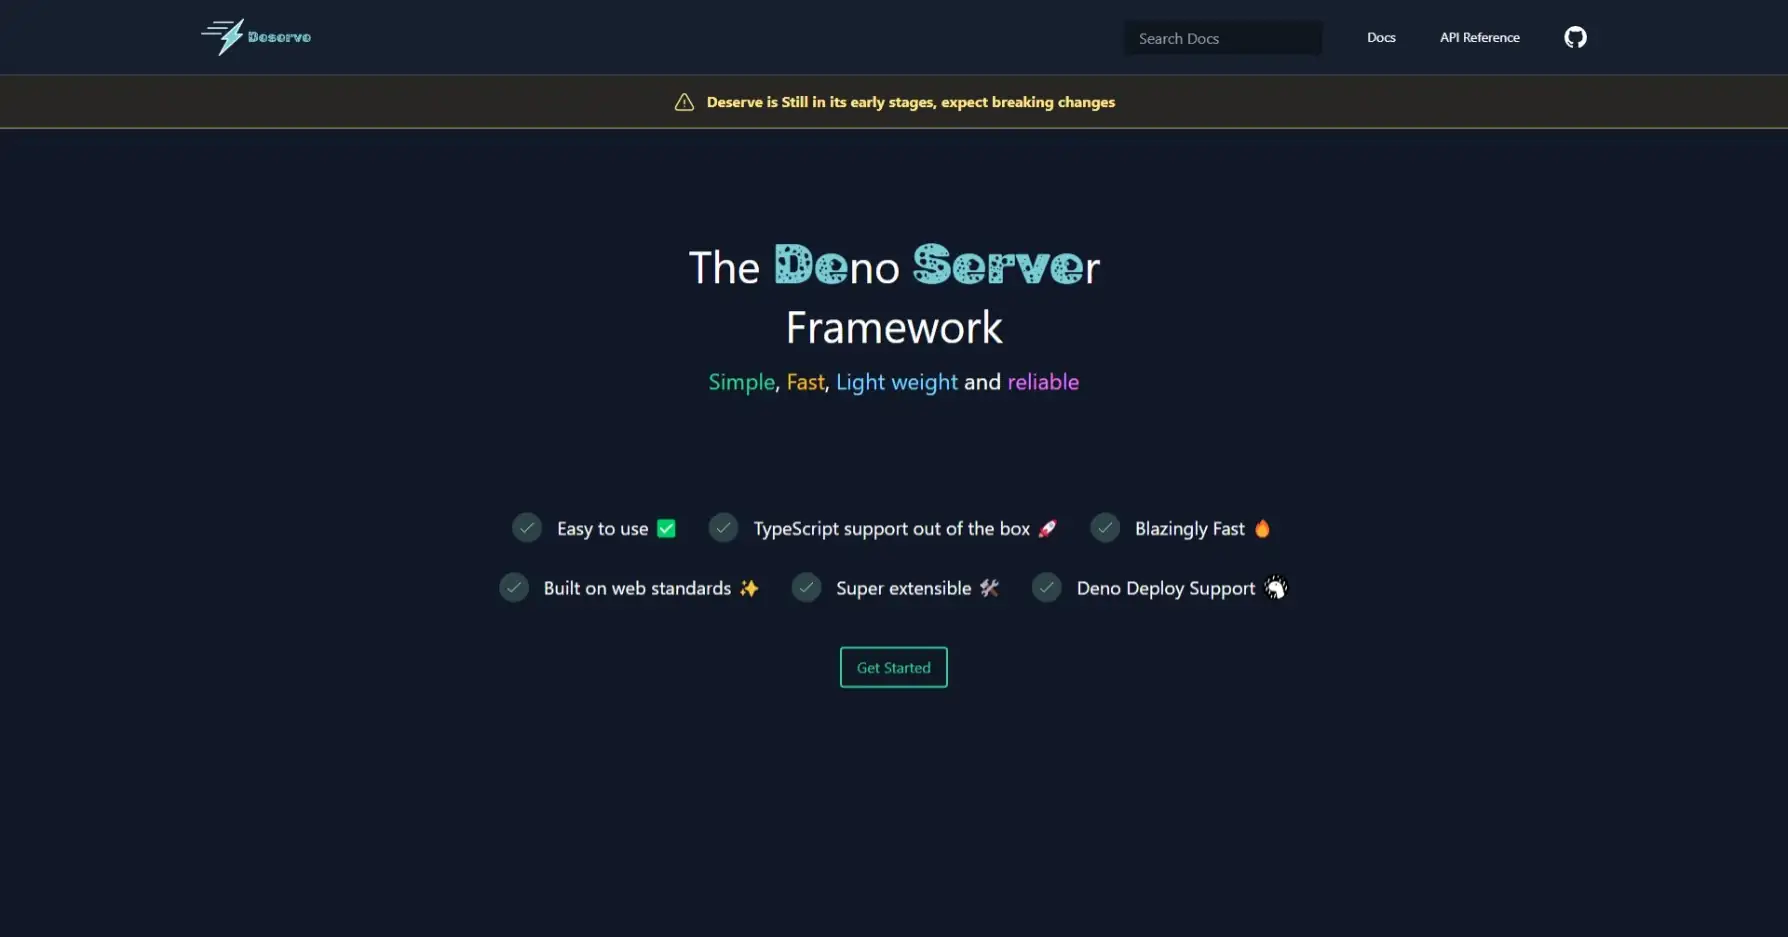 Deserve
Search Docs
Docs
API Reference
Deserve is Still in its early stages, expect breaking changes
The Deno Server
Framework
Simple, Fast, Light weight and reliable
Easy to use ✅ TypeScript support out of the box 🚀 Blazingly Fast 🔥
Built on web standards ✨ Super extensible 🛠️ Deno Deploy Support
Get Started